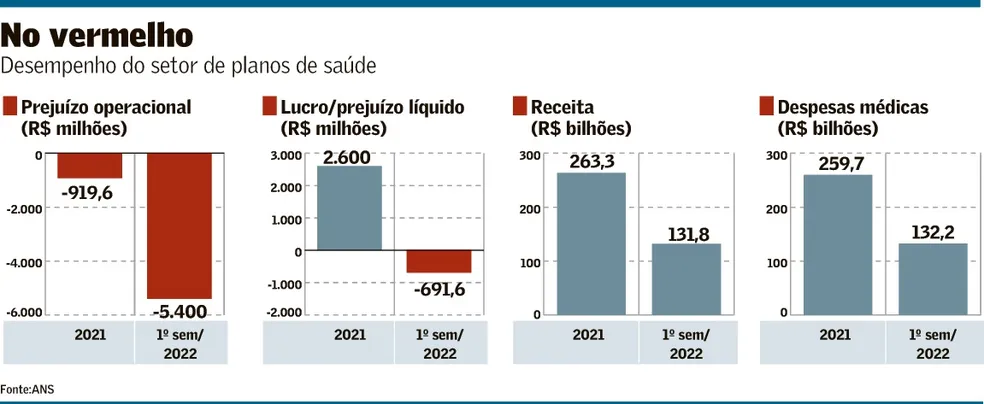 No vermelho
Desempenho do setor de planos de saúde
Prejuízo operacional
(R$ milhões)
0
-2.000
-4.000
-6.000
-919,6
-5.400
2021
1º sem/
2022
Lucro/prejuízo líquido
(R$ milhões)
3.000
2.000
1.000
0
-1.000
-2.000
2.600
-691,6
2021
1º sem/
2022
Receita
(R$ bilhões)
300
200
100
0
263,3
131,8
2021
1º sem/
2022
Despesas médicas
(R$ bilhões)
300
200
100
0
259,7
132,2
2021
1º sem/
2022
Fonte:ANS